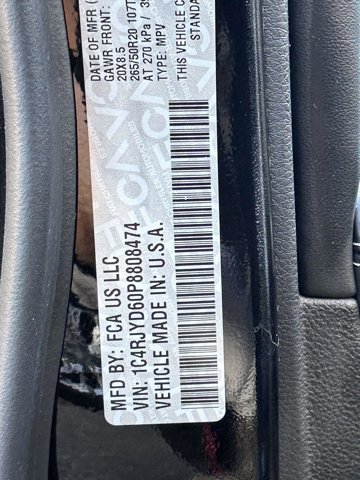 MFD BY: FCA US LLC
DATE OF MFR
GAWR FRONT:
20X8.5
265/50R20 107T
AT 270 kPa / 39
TYPE: MPV
THIS VEHICLE C
STANDA
VIN: 1C4RJYD60P8808474
VEHICLE MADE IN: U.S.A.